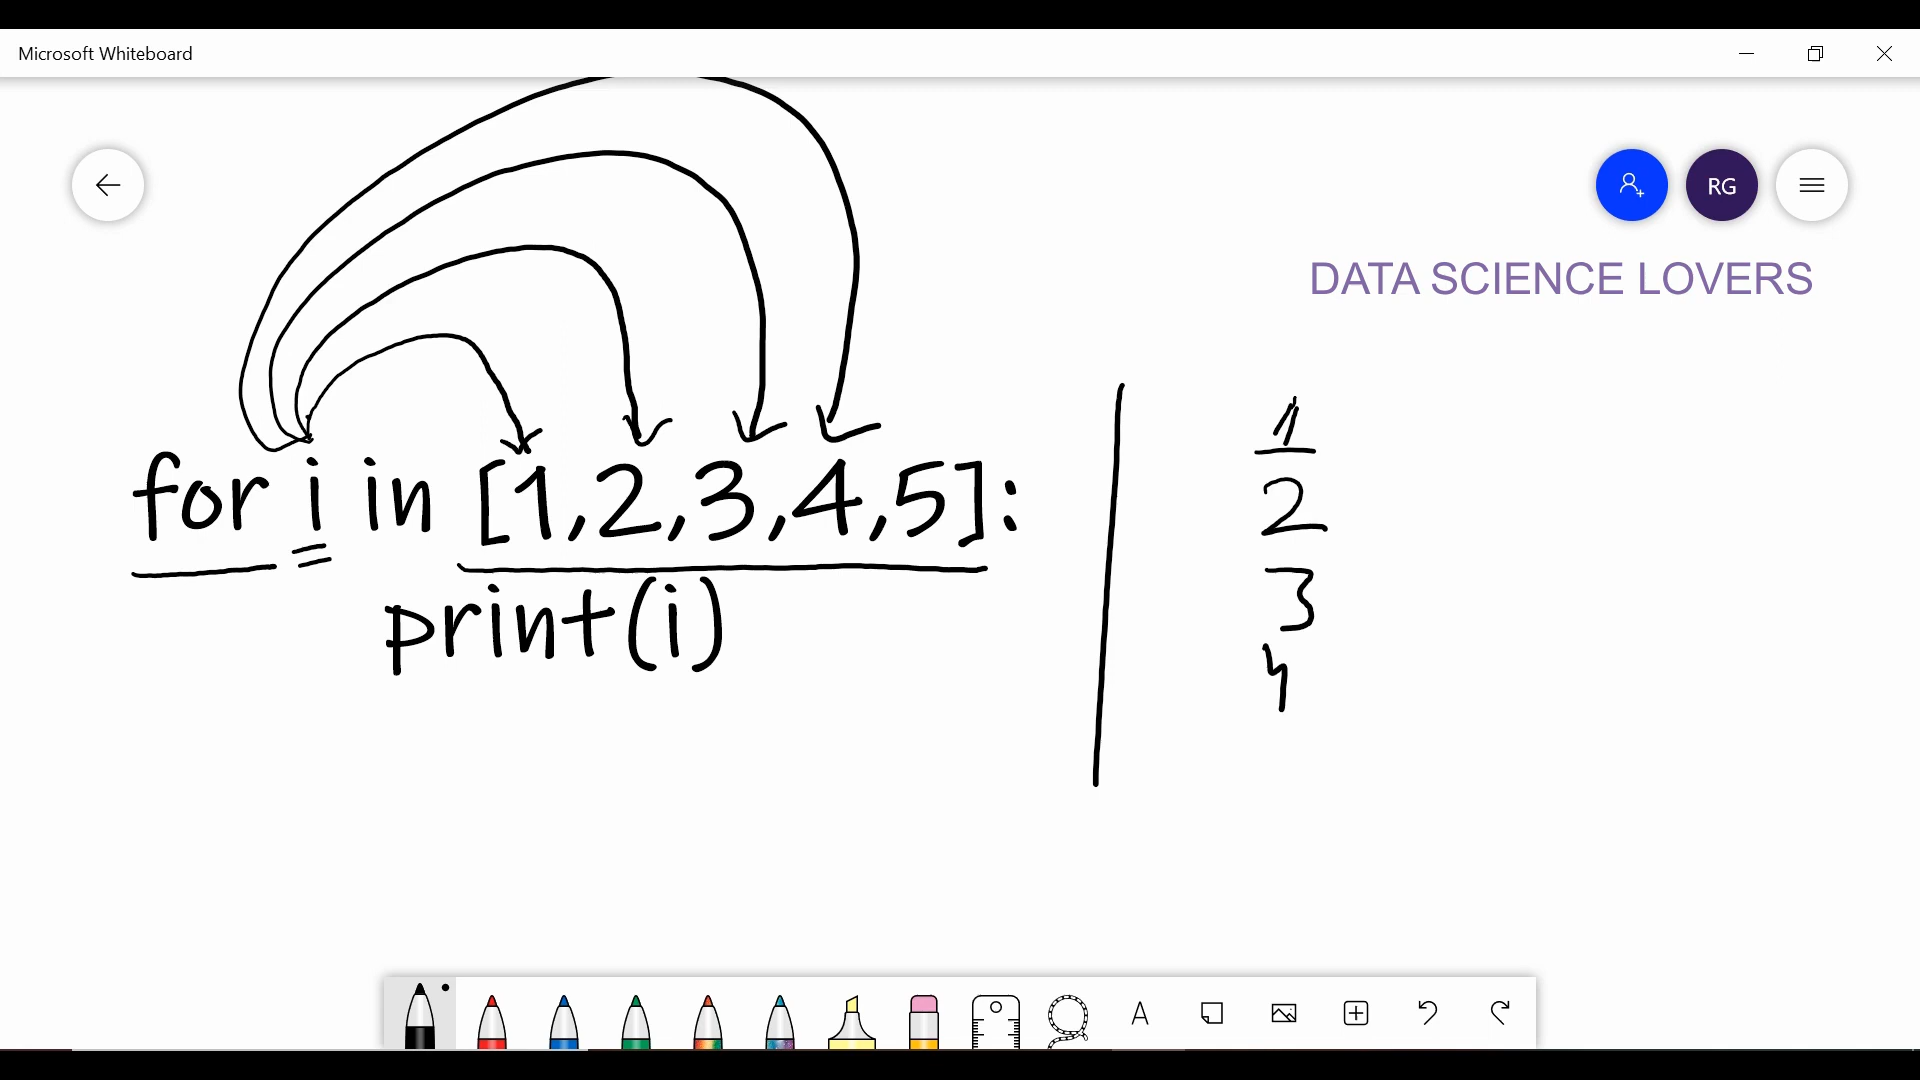 Microsoft Whiteboard
RG
DATA SCIENCE LOVERS
for i in [1,2,3,4,5]:
print(i)
1
2
3
4
A